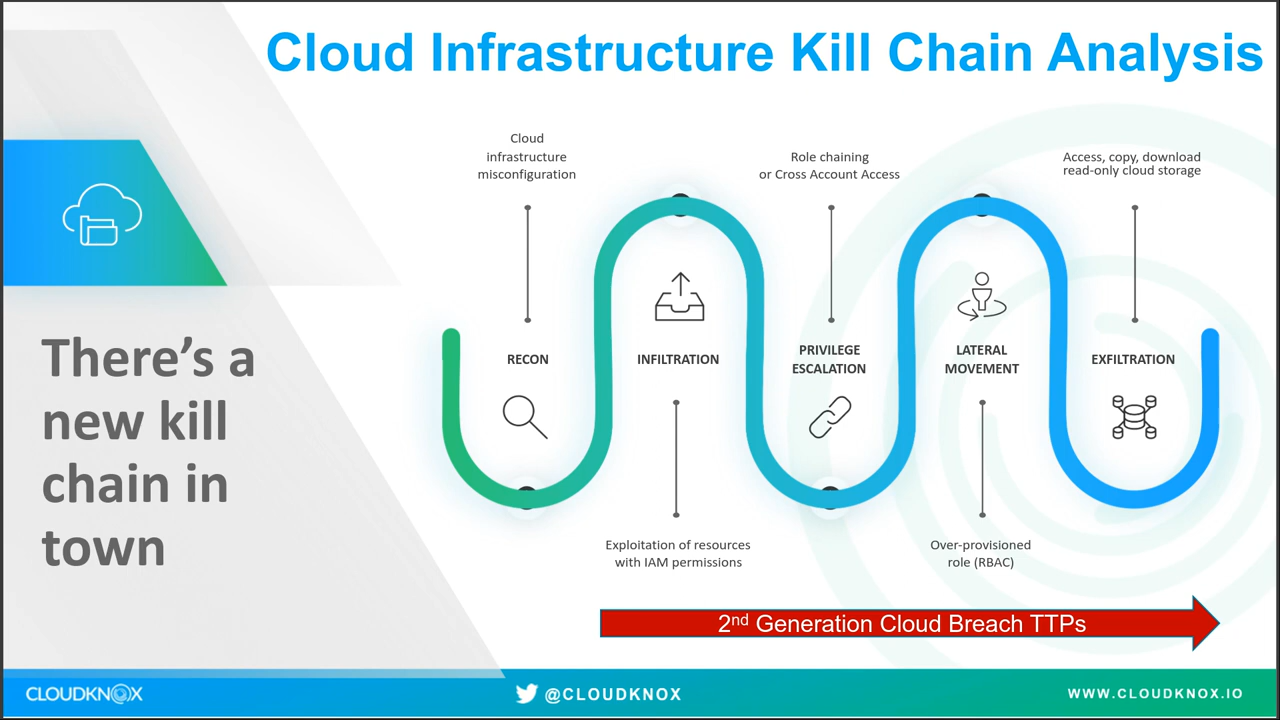 Cloud Infrastructure Kill Chain Analysis
There’s a
new kill
chain in
town
Cloud
infrastructure
misconfiguration
RECON
INFILTRATION
Exploitation of resources
with IAM permissions
Role chaining
or Cross Account Access
PRIVILEGE
ESCALATION
LATERAL
MOVEMENT
Over-provisioned
role (RBAC)
Access, copy, download
read-only cloud storage
EXFILTRATION
2nd Generation Cloud Breach TTPs
CLOUDKNOX
@CLOUDKNOX
WWW.CLOUDKNOX.IO